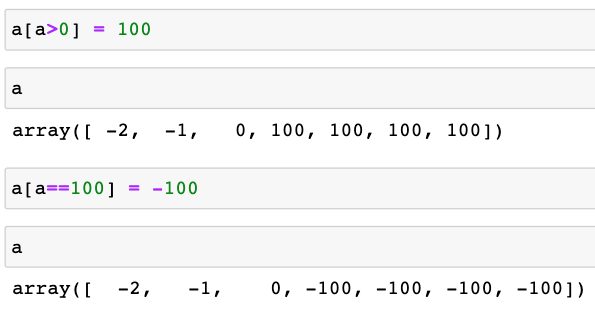 a[a>0] = 100
a
array([ -2,  -1,   0, 100, 100, 100, 100])
a[a==100] = -100
a
array([  -2,   -1,    0, -100, -100, -100, -100])